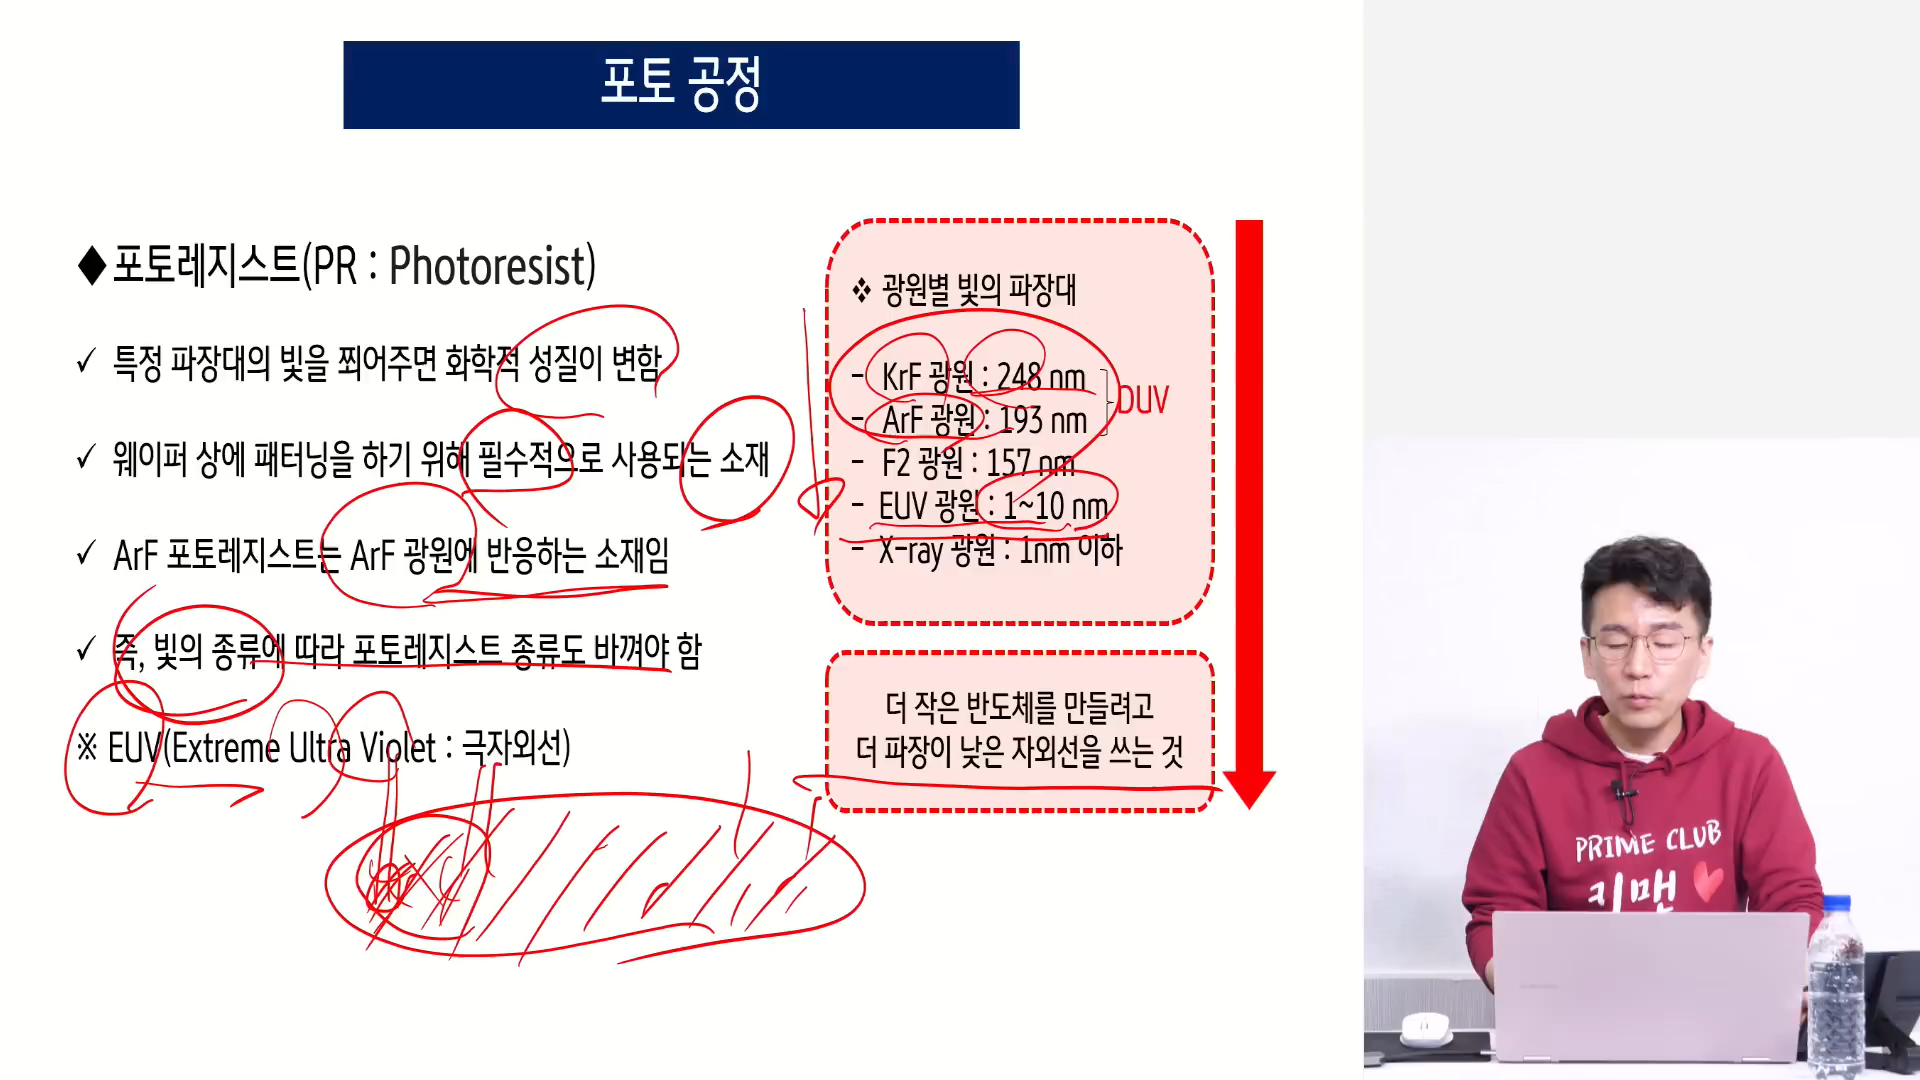 포토 공정
◆포토레지스트(PR : Photoresist)
✓ 특정 파장대의 빛을 쬐어주면 화학적 성질이 변함
✓ 웨이퍼 상에 패터닝을 하기 위해 필수적으로 사용되는 소재
✓ ArF 포토레지스트는 ArF 광원에 반응하는 소재임
✓ 즉, 빛의 종류에 따라 포토레지스트 종류도 바껴야 함
※ EUV(Extreme Ultra Violet : 극자외선)
❖ 광원별 빛의 파장대
- KrF 광원 : 248 nm
- ArF 광원 : 193 nm
DUV
- F2 광원 : 157 nm
- EUV 광원 : 1~10 nm
- X-ray 광원 : 1nm 이하
더 작은 반도체를 만들려고
더 파장이 낮은 자외선을 쓰는 것
PRIME CLUB
키맨